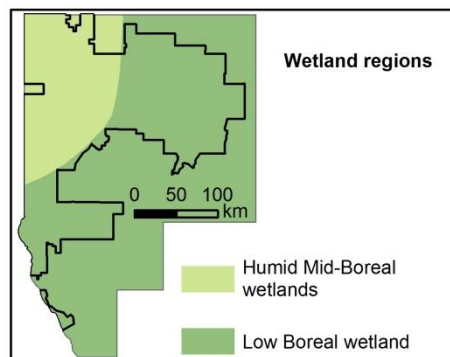 Wetland regions
0 50 100
km
Humid Mid-Boreal
wetlands
Low Boreal wetland